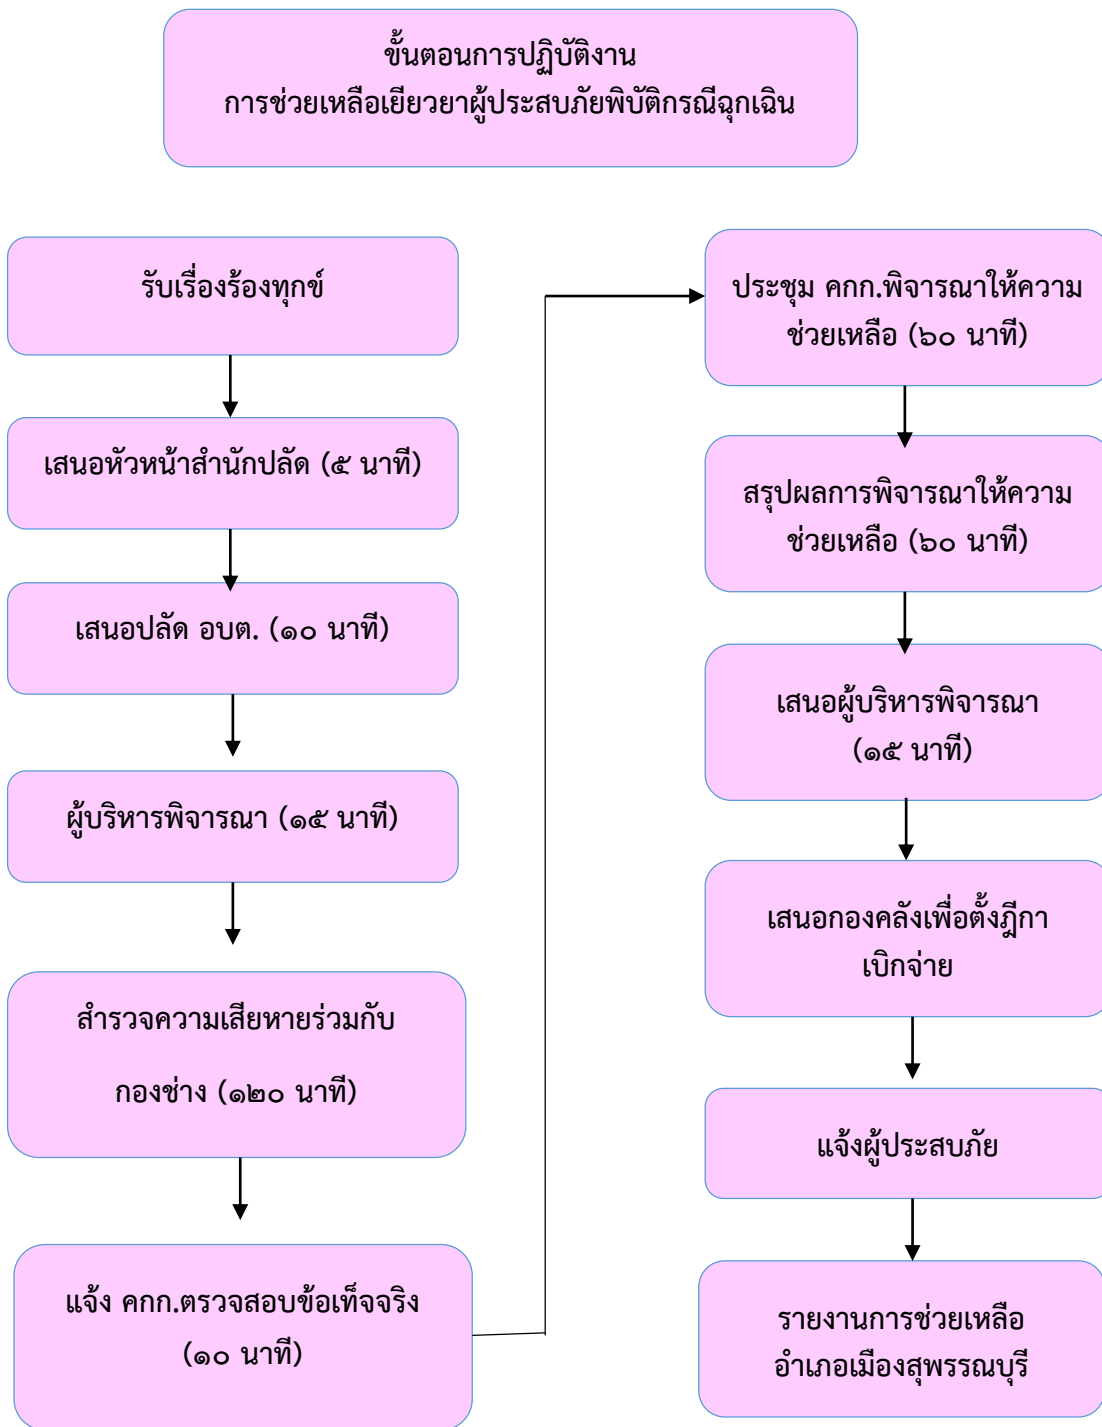 ขั้นตอนการปฏิบัติงาน
การช่วยเหลือเยียวยาผู้ประสบภัยพิบัติกรณีฉุกเฉิน
รับเรื่องร้องทุกข์
เสนอหัวหน้าสำนักปลัด (๕ นาที)
เสนอปลัด อบต. (๑๐ นาที)
ผู้บริหารพิจารณา (๑๕ นาที)
สำรวจความเสียหายร่วมกับ
กองช่าง (๑๒๐ นาที)
แจ้ง คกก.ตรวจสอบข้อเท็จจริง
(๑๐ นาที)
ประชุม คกก.พิจารณาให้ความ
ช่วยเหลือ (๖๐ นาที)
สรุปผลการพิจารณาให้ความ
ช่วยเหลือ (๖๐ นาที)
เสนอผู้บริหารพิจารณา
(๑๕ นาที)
เสนอกองคลังเพื่อตั้งฎีกา
เบิกจ่าย
แจ้งผู้ประสบภัย
รายงานการช่วยเหลือ
อำเภอเมืองสุพรรณบุรี